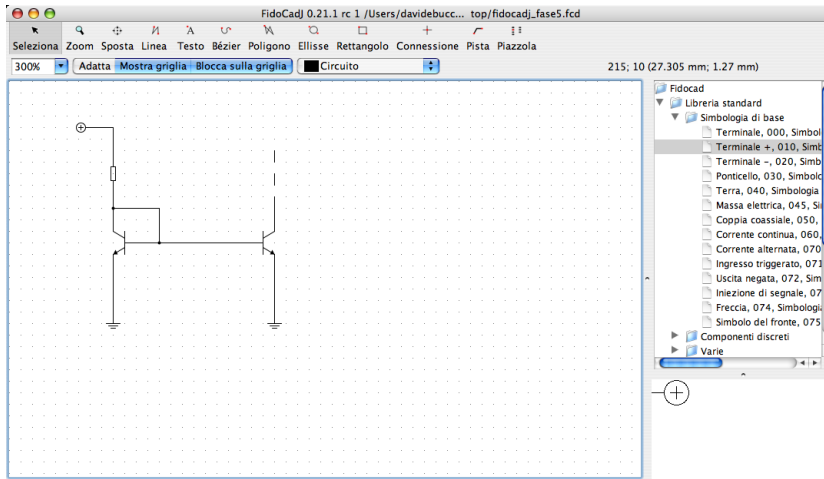 FidoCadJ 0.21.1 rc 1 /Users/davidebucc... top/fidocadj_fase5.fcd
Seleziona Zoom Sposta Linea Testo Bézier Poligono Ellisse Rettangolo Connessione Pista Piazzola
300% Adatta Mostra griglia Blocca sulla griglia Circuito 215; 10 (27.305 mm; 1.27 mm)
Fidocad
Libreria standard
Simbologia di base
Terminale, 000, Simbol
Terminale +, 010, Simb
Terminale -, 020, Simb
Ponticello, 030, Simbolo
Terra, 040, Simbologia
Massa elettrica, 045, Si
Coppia coassiale, 050,
Corrente continua, 060,
Corrente alternata, 070
Ingresso triggerato, 071
Uscita negata, 072, Sim
Iniezione di segnale, 07
Freccia, 074, Simbologi
Simbolo del fronte, 075
Componenti discreti
Varie